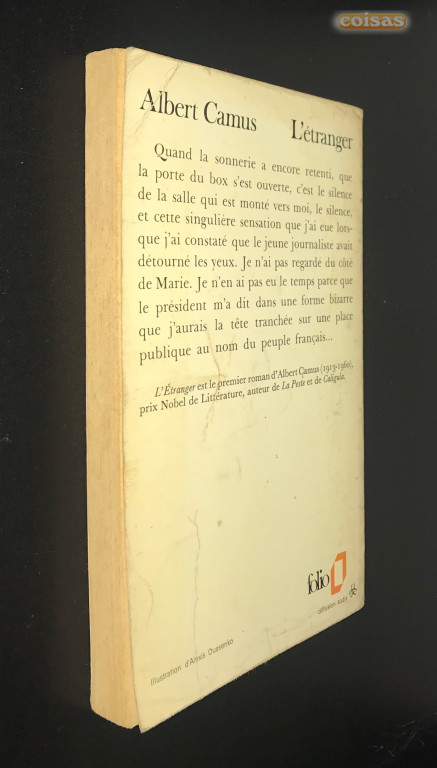 coisas
Albert Camus L'étranger
Quand la sonnerie a encore retenti, que
la porte du box s'est ouverte, c'est le silence
de la salle qui est monté vers moi, le silence,
et cette singulière sensation que j'ai eue lors-
que j'ai constaté que le jeune journaliste avait
détourné les yeux. Je n'ai pas regardé du côté
de Marie. Je n'en ai pas eu le temps parce que
le président m'a dit dans une forme bizarre
que j'aurais la tête tranchée sur une place
publique au nom du peuple français...
L'Étranger est le premier roman d'Albert Camus (1913-1960),
prix Nobel de Littérature, auteur de La Peste et de Caligula.
folio
diffusion sodis
Illustration d'Alexis